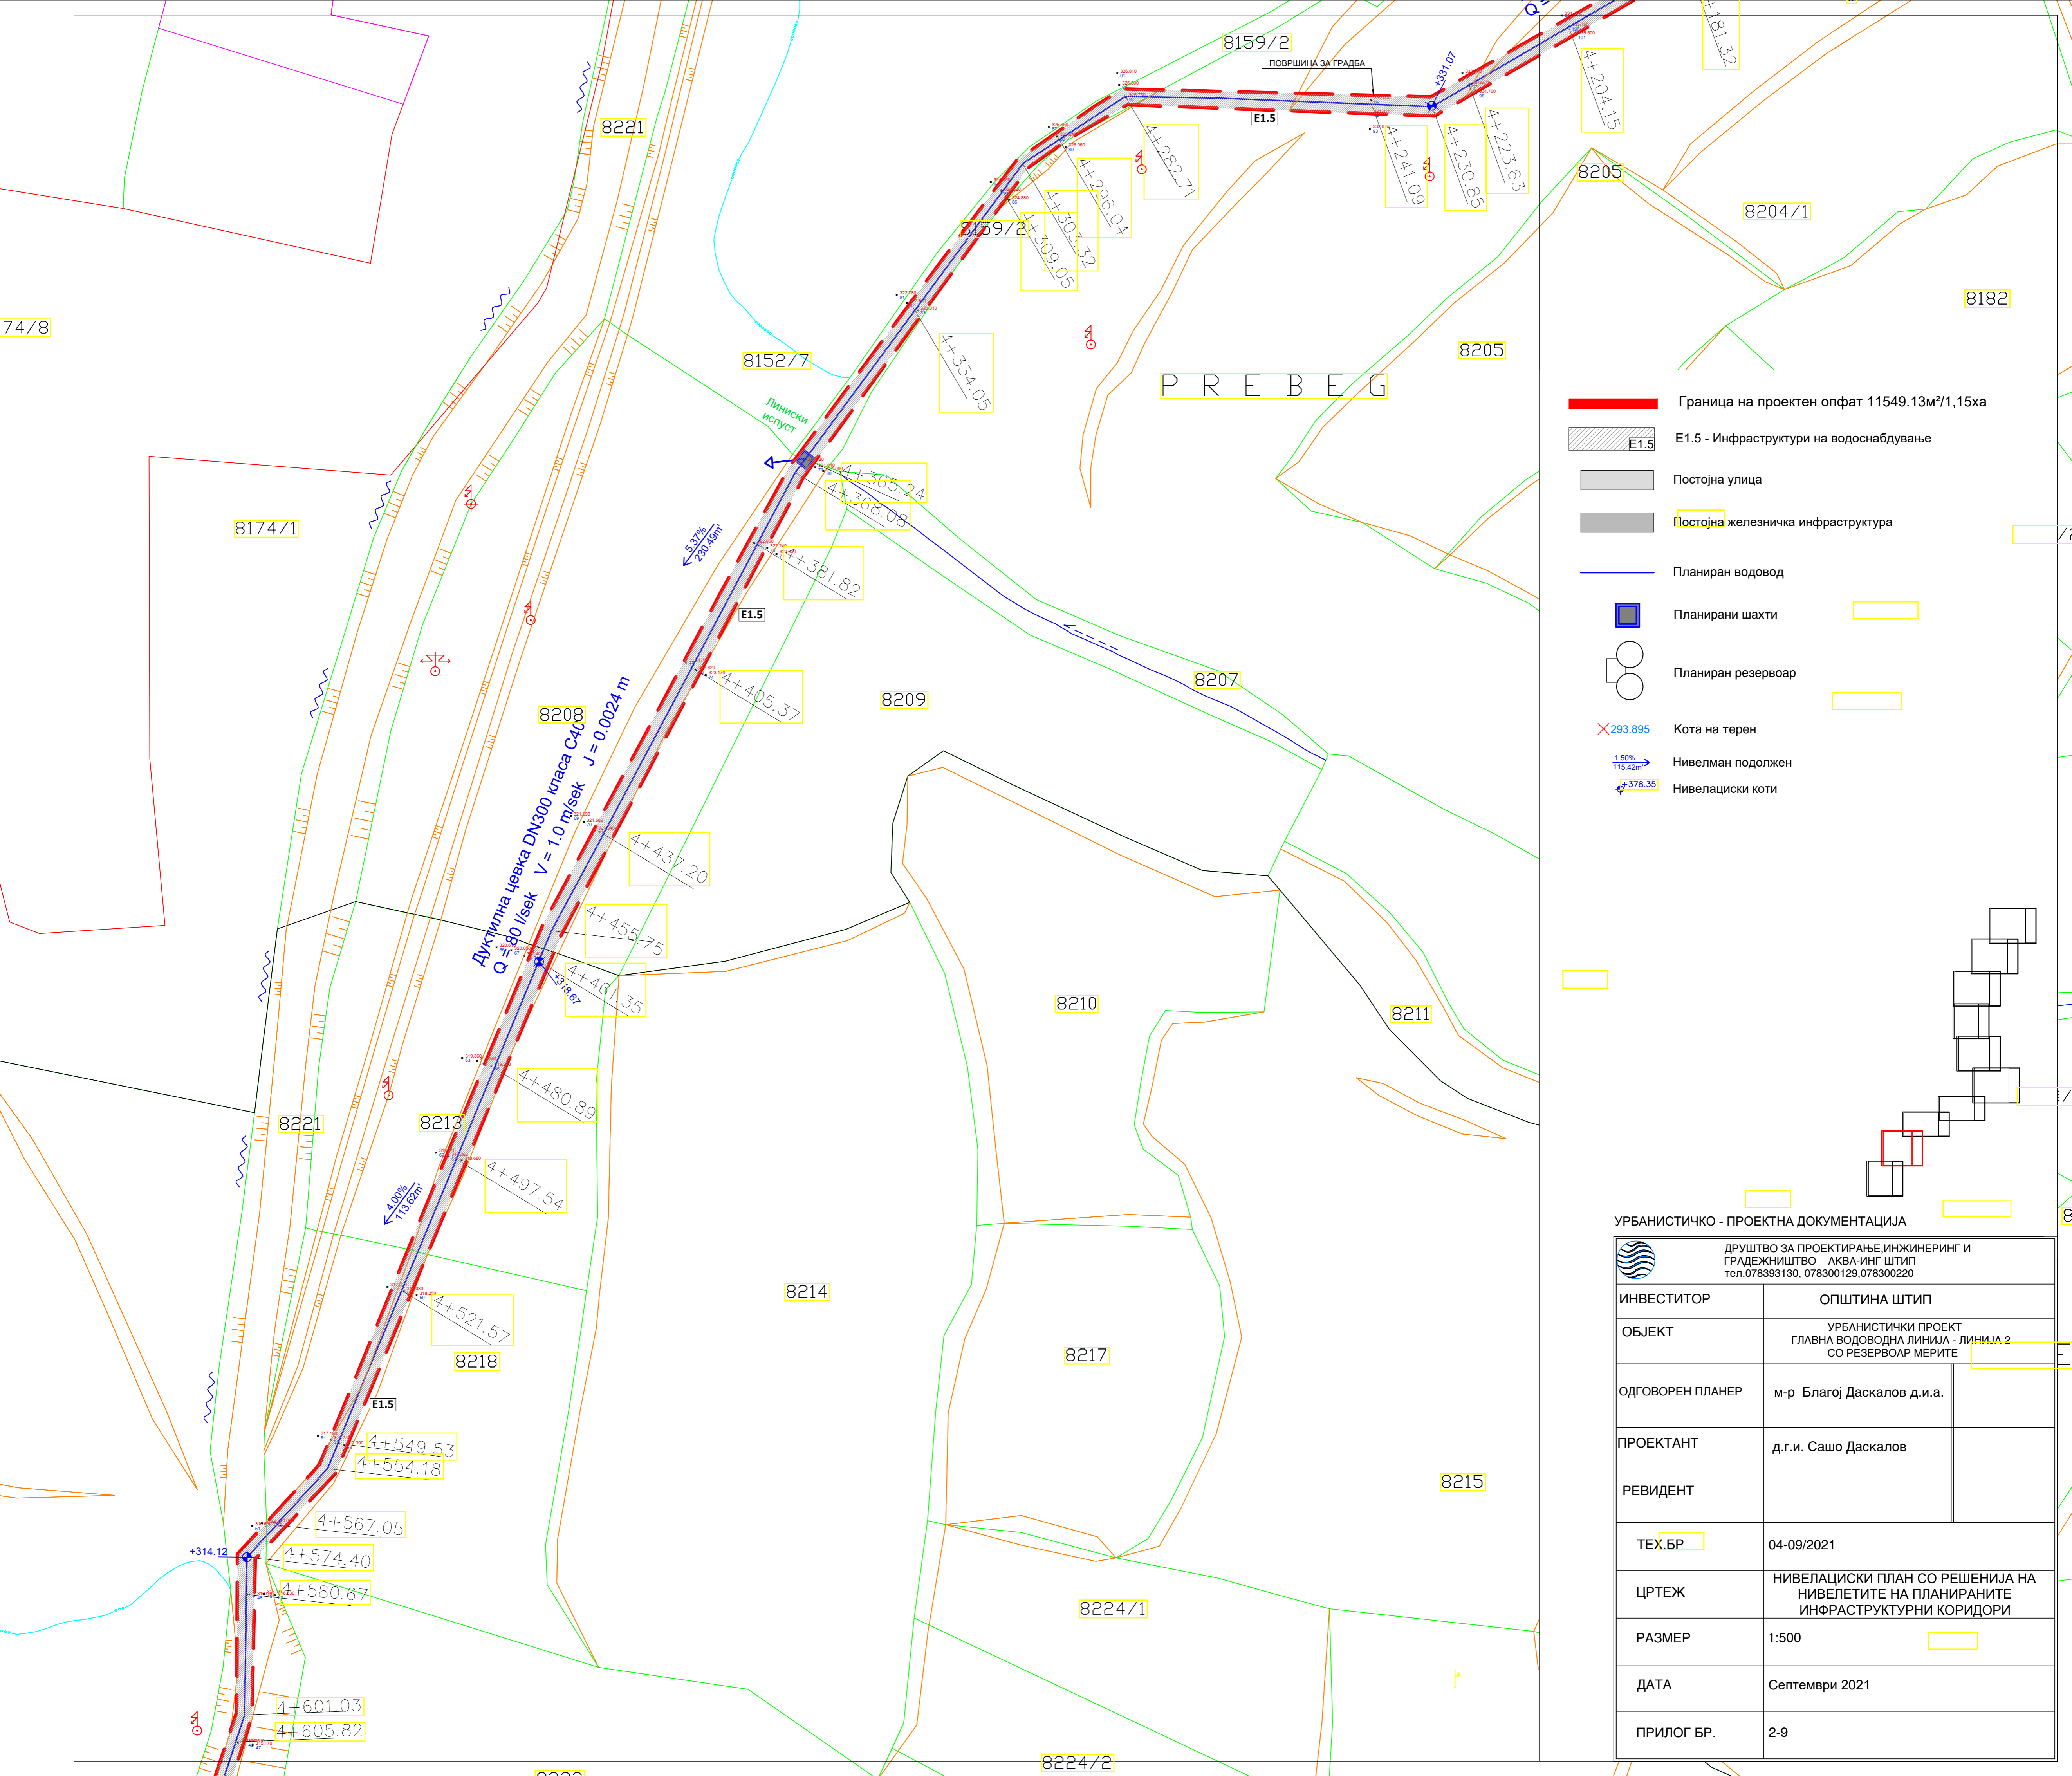 8159/2
ПОВРШИНА ЗА ГРАДБА
+331.07
4+181.32
4+204.15
4+223.63
4+230.85
4+241.09
4+282.71
4+296.04
4+303.32
4+309.05
4+334.05
E1.5
8221
8205
8204/1
8159/2
8182
74/8
8152/7
8205
P R E B E G
Линиски
испуст
4+365.24
4+368.08
8174/1
5.37%
230.49m'
4+381.82
E1.5
4+405.37
8208
8209
8207
Дуктилна цевка DN300 класа C40
Q = 80 l/sek V = 1.0 m/sek J = 0.0024 m
4+437.20
4+455.75
4+461.35
+318.67
8210
8211
4+480.89
8221
8213
4+497.54
4.00%
113.62m'
8214
4+521.57
8218
8217
E1.5
4+549.53
4+554.18
8215
4+567.05
+314.12
4+574.40
4+580.67
8224/1
4+601.03
4+605.82
8224/2
Граница на проектен опфат 11549.13м²/1,15ха
E1.5
E1.5 - Инфраструктури на водоснабдување
Постојна улица
Постојна железничка инфраструктура
Планиран водовод
Планирани шахти
Планиран резервоар
293.895
Кота на терен
1.50%
115.42m'
Нивелман подолжен
+378.35
Нивелациски коти
УРБАНИСТИЧКО - ПРОЕКТНА ДОКУМЕНТАЦИЈА
ДРУШТВО ЗА ПРОЕКТИРАЊЕ,ИНЖИНЕРИНГ И
ГРАДЕЖНИШТВО АКВА-ИНГ ШТИП
тел.078393130, 078300129,078300220
ИНВЕСТИТОР
ОПШТИНА ШТИП
ОБЈЕКТ
УРБАНИСТИЧКИ ПРОЕКТ
ГЛАВНА ВОДОВОДНА ЛИНИЈА - ЛИНИЈА 2
СО РЕЗЕРВОАР МЕРИТЕ
ОДГОВОРЕН ПЛАНЕР
м-р Благој Даскалов д.и.а.
ПРОЕКТАНТ
д.г.и. Сашо Даскалов
РЕВИДЕНТ
ТЕХ.БР
04-09/2021
ЦРТЕЖ
НИВЕЛАЦИСКИ ПЛАН СО РЕШЕНИЈА НА
НИВЕЛЕТИТЕ НА ПЛАНИРАНИТЕ
ИНФРАСТРУКТУРНИ КОРИДОРИ
РАЗМЕР
1:500
ДАТА
Септември 2021
ПРИЛОГ БР.
2-9